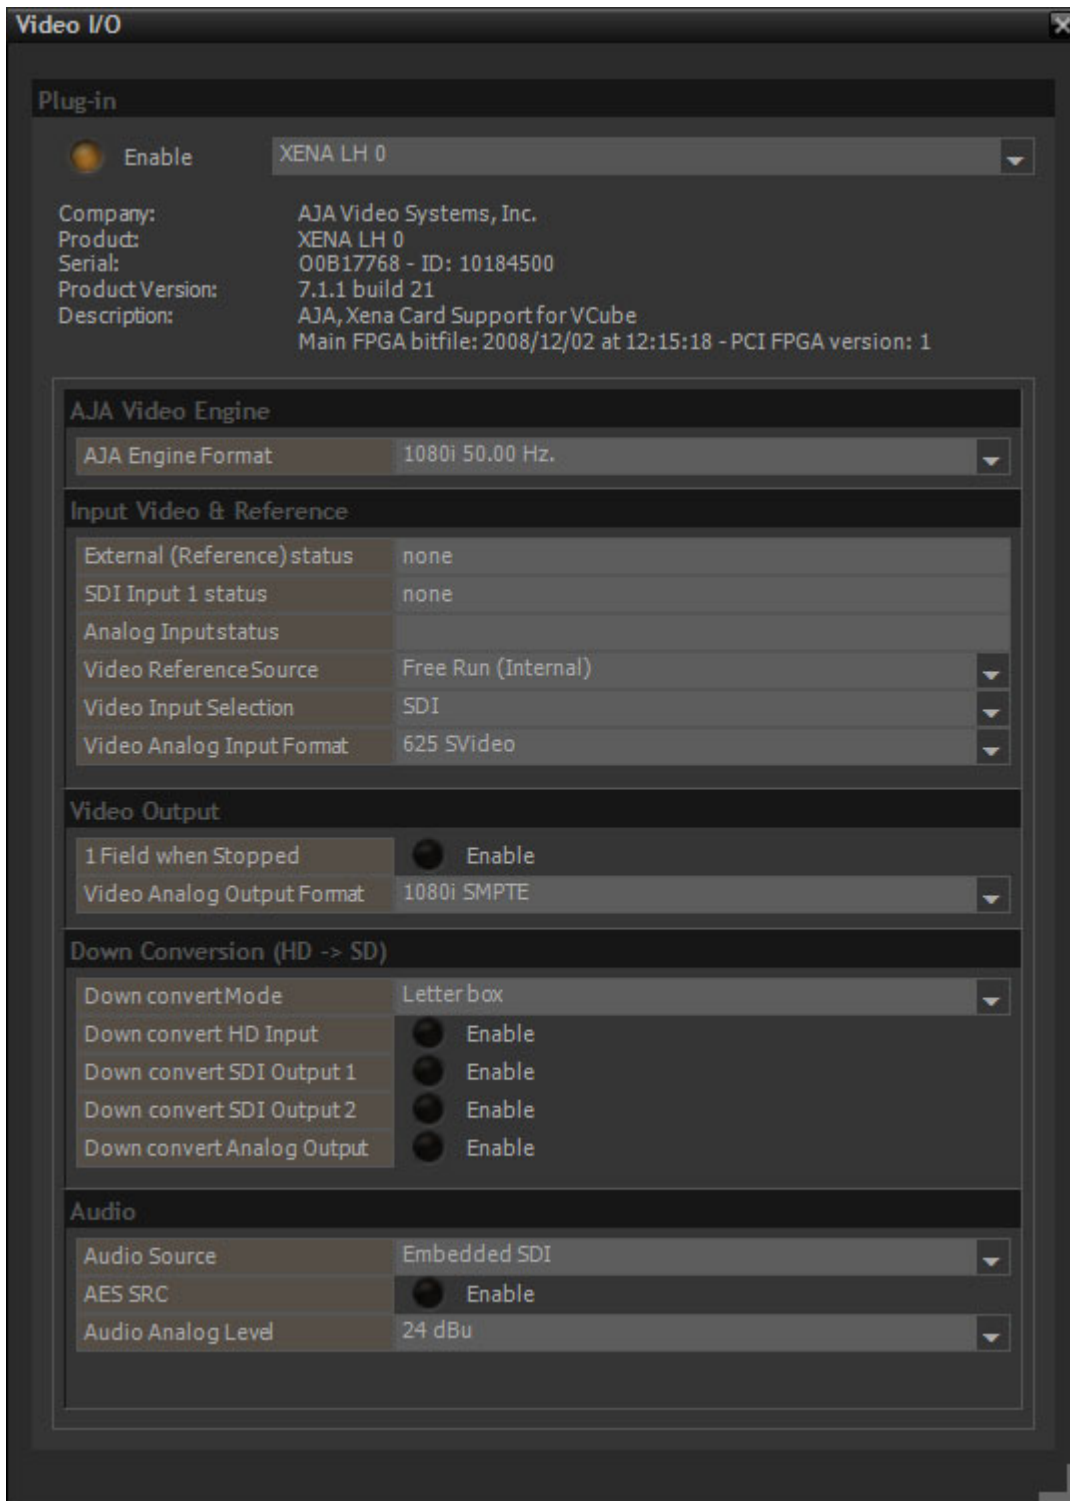 Video I/O
Plug-in
Enable XENA LH 0
Company: AJA Video Systems, Inc.
Product: XENA LH 0
Serial: O0B17768 - ID: 10184500
Product Version: 7.1.1 build 21
Description: AJA, Xena Card Support for VCube
Main FPGA bitfile: 2008/12/02 at 12:15:18 - PCI FPGA version: 1
AJA Video Engine
AJA Engine Format 1080i 50.00 Hz.
Input Video & Reference
External (Reference) status none
SDI Input 1 status none
Analog Input status
Video Reference Source Free Run (Internal)
Video Input Selection SDI
Video Analog Input Format 625 SVideo
Video Output
1 Field when Stopped Enable
Video Analog Output Format 1080i SMPTE
Down Conversion (HD -> SD)
Down convert Mode Letter box
Down convert HD Input Enable
Down convert SDI Output 1 Enable
Down convert SDI Output 2 Enable
Down convert Analog Output Enable
Audio
Audio Source Embedded SDI
AES SRC Enable
Audio Analog Level 24 dBu